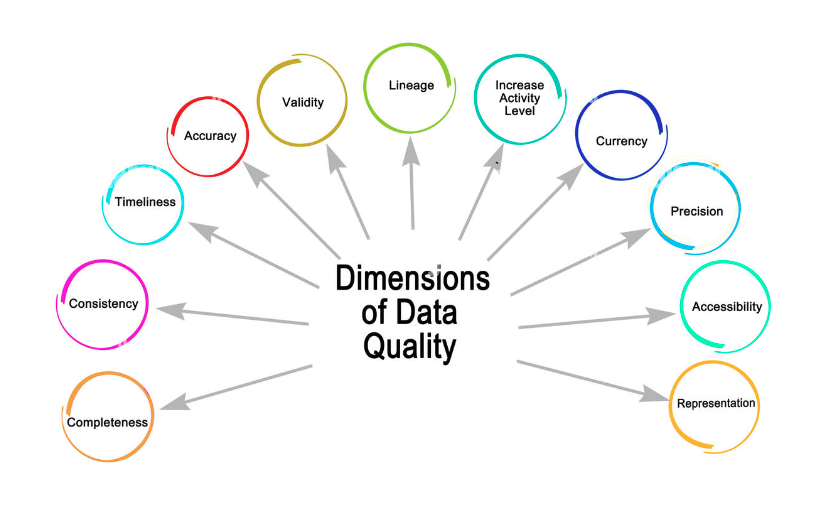 Lineage
Increase
Activity
Level
Validity
Accuracy
Currency
Timeliness
Precision
Dimensions
of Data
Quality
Consistency
Accessibility
Completeness
Representation